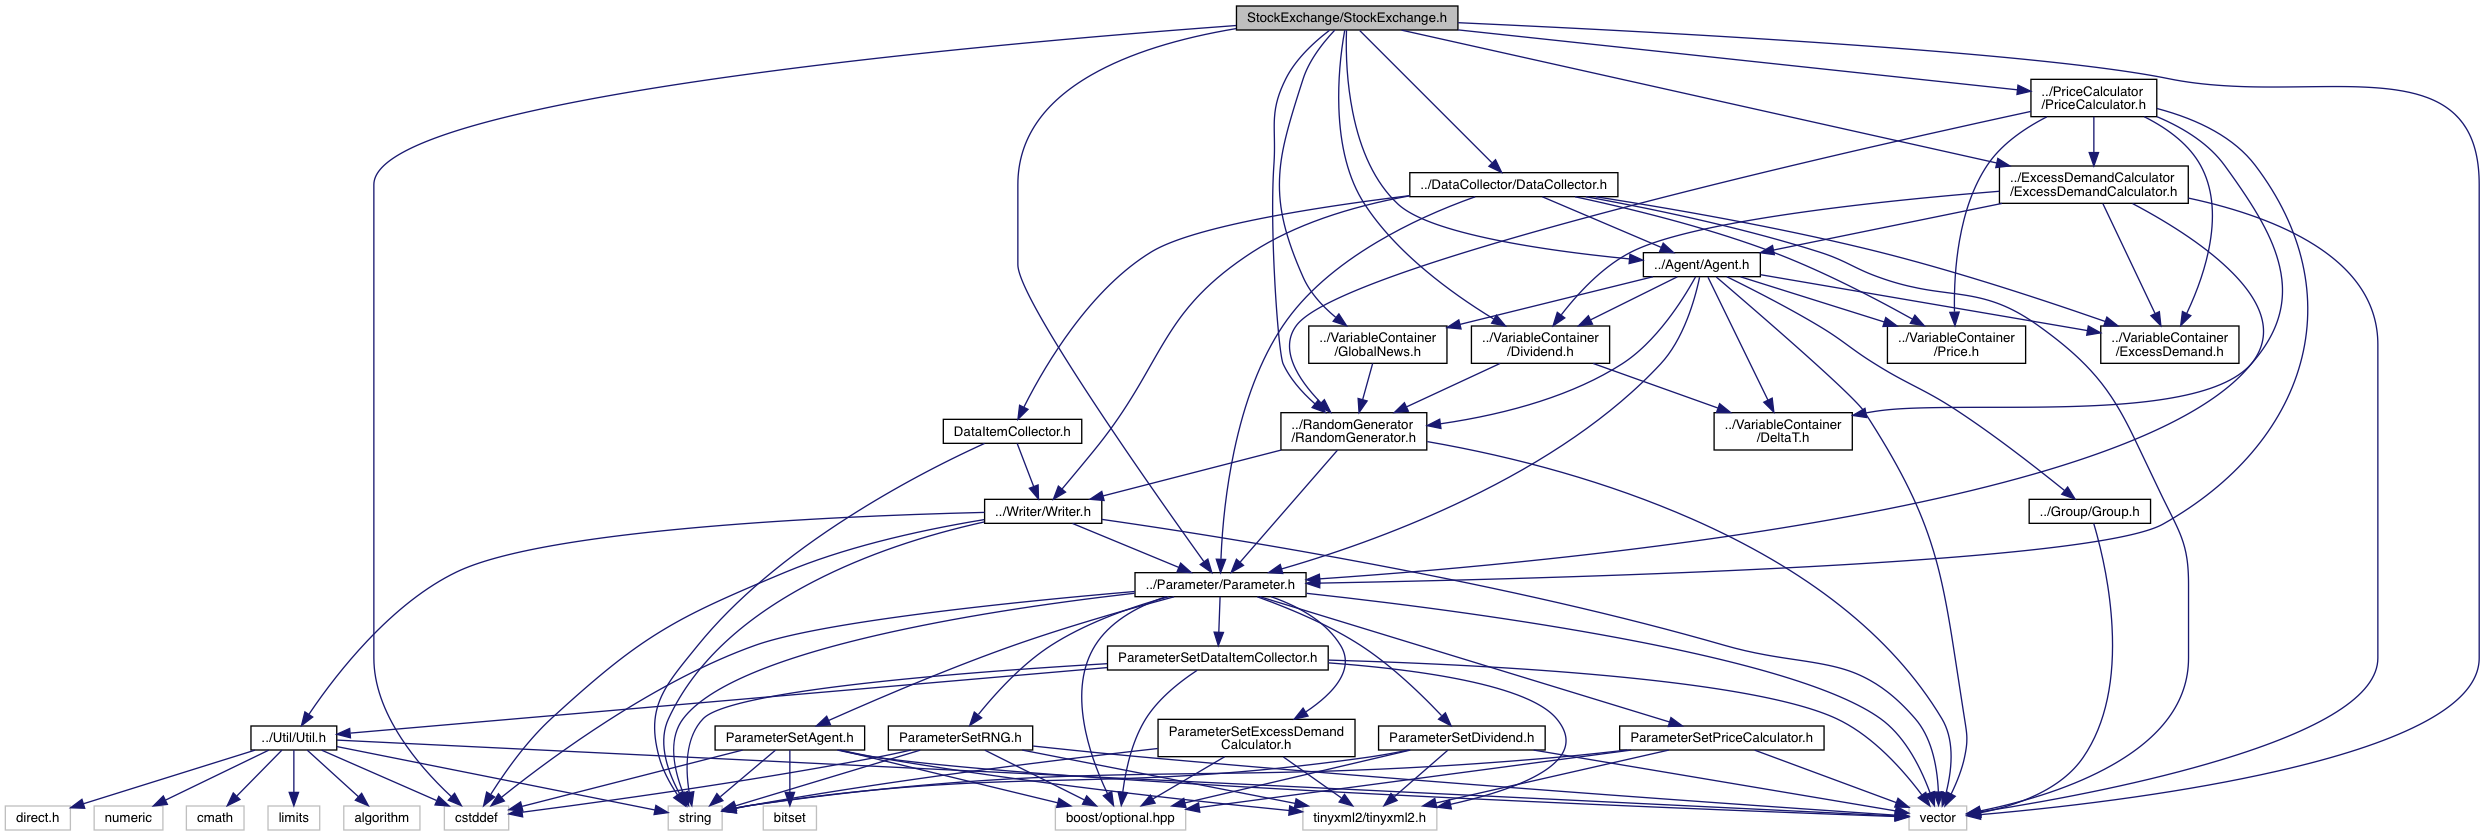 StockExchange/StockExchange.h
../PriceCalculator
/PriceCalculator.h
../DataCollector/DataCollector.h
../ExcessDemandCalculator
/ExcessDemandCalculator.h
../Agent/Agent.h
../VariableContainer
/GlobalNews.h
../VariableContainer
/Dividend.h
../VariableContainer
/Price.h
../VariableContainer
/ExcessDemand.h
DataItemCollector.h
../RandomGenerator
/RandomGenerator.h
../VariableContainer
/DeltaT.h
../Writer/Writer.h
../Group/Group.h
../Parameter/Parameter.h
ParameterSetDataItemCollector.h
../Util/Util.h
ParameterSetAgent.h
ParameterSetRNG.h
ParameterSetExcessDemand
Calculator.h
ParameterSetDividend.h
ParameterSetPriceCalculator.h
direct.h
numeric
cmath
limits
algorithm
cstddef
string
bitset
boost/optional.hpp
tinyxml2/tinyxml2.h
vector